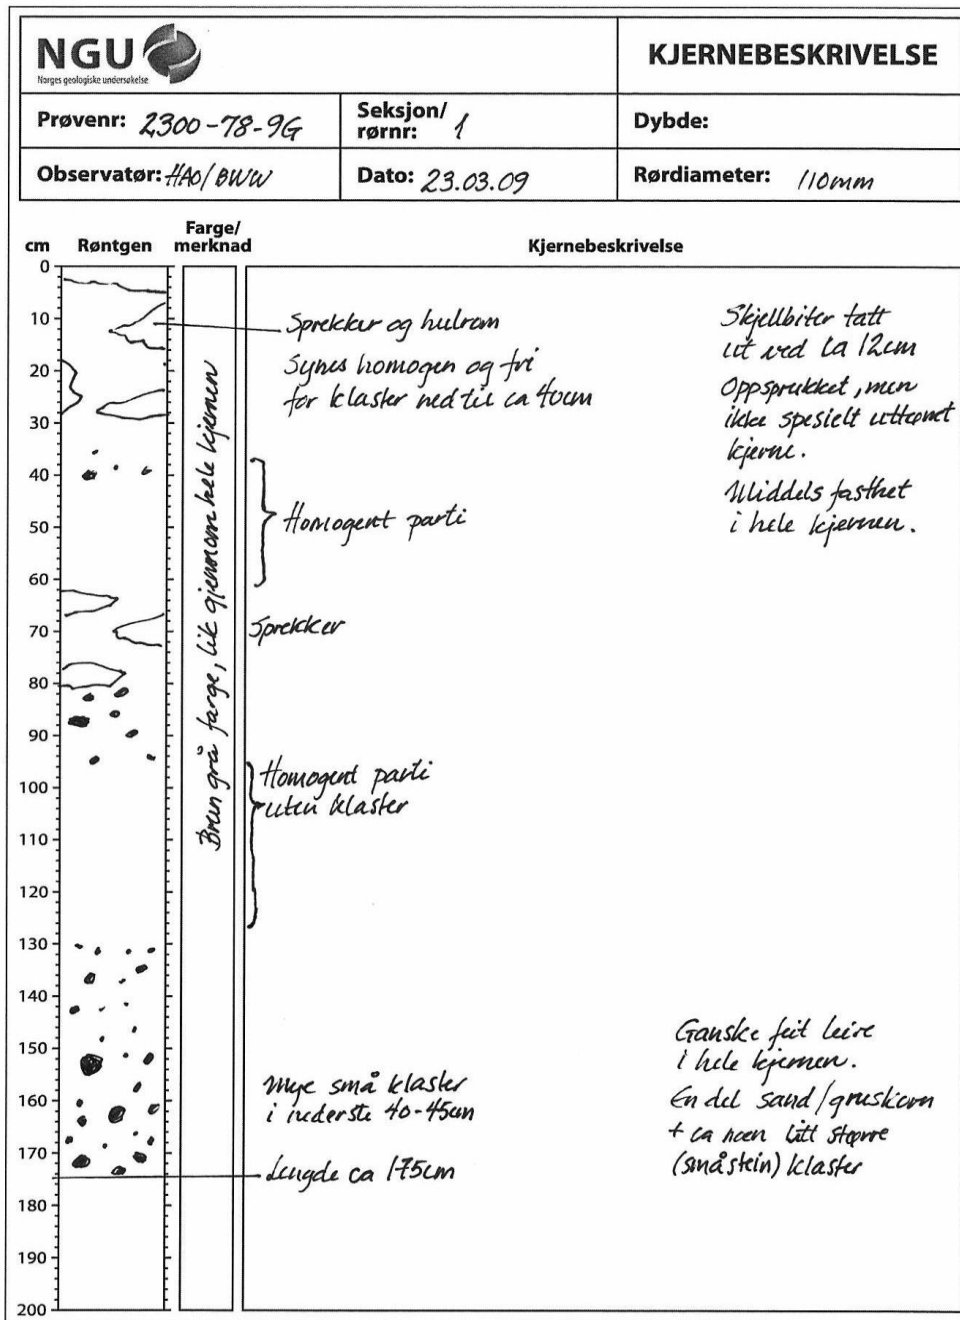 NGU
Norges geologiske undersøkelse
KJERNEBESKRIVELSE
Prøvenr: 2300-78-9G
Seksjon/
rørnr: 1
Dybde:
Observatør: HAO/BWW
Dato: 23.03.09
Rørdiameter: 110mm
cm
Røntgen
Farge/
merknad
Kjernebeskrivelse
0
10
20
30
40
50
60
70
80
90
100
110
120
130
140
150
160
170
180
190
200
Brun grå farge, lik gjennom hele kjernen
Sprekker og hulrom
Synes homogen og fri
for klaster ned til ca 40cm
Homogent parti
Sprekker
Homogent parti
uten klaster
Mye små klaster
i nederste 40-45cm
Lengde ca 175cm
Skjellbiter tatt
ut ved ca 12cm
Oppsprukket, men
ikke spesielt uttørret
kjerne.
Middels fasthet
i hele kjernen.
Ganske feit leire
i hele kjernen.
En del sand/gruskorn
+ ca noen litt større
(småstein) klaster